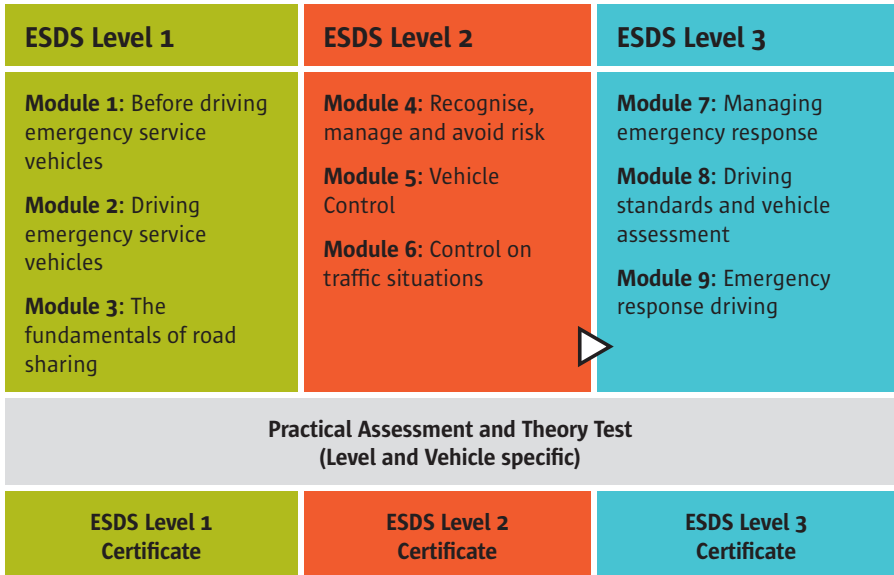 ESDS Level 1
Module 1: Before driving
emergency service
vehicles
Module 2: Driving
emergency service
vehicles
Module 3: The
fundamentals of road
sharing
ESDS Level 2
Module 4: Recognise,
manage and avoid risk
Module 5: Vehicle
Control
Module 6: Control on
traffic situations
ESDS Level 3
Module 7: Managing
emergency response
Module 8: Driving
standards and vehicle
assessment
Module 9: Emergency
response driving
Practical Assessment and Theory Test
(Level and Vehicle specific)
ESDS Level 1
Certificate
ESDS Level 2
Certificate
ESDS Level 3
Certificate